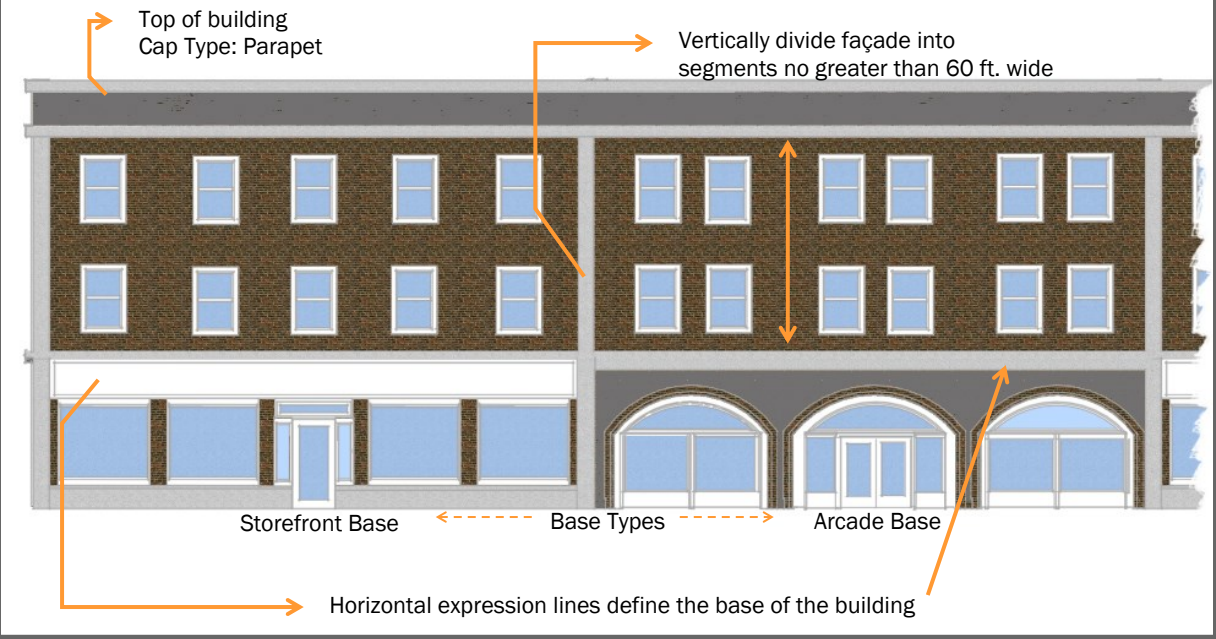 Top of building
Cap Type: Parapet
Vertically divide façade into
segments no greater than 60 ft. wide
Storefront Base
Base Types
Arcade Base
Horizontal expression lines define the base of the building